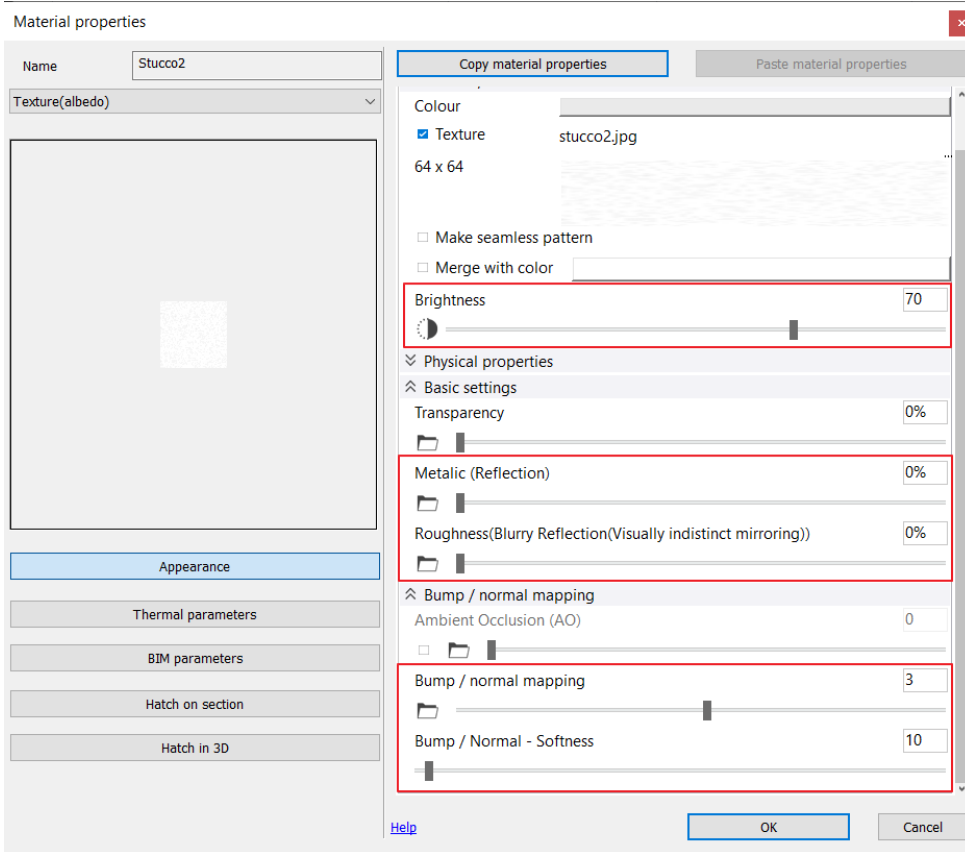 Material properties
×
Name
Stucco2
Texture(albedo)
Appearance
Thermal parameters
BIM parameters
Hatch on section
Hatch in 3D
Copy material properties
Paste material properties
Colour
Texture
stucco2.jpg
...
64 x 64
Make seamless pattern
Merge with color
Brightness
70
Physical properties
Basic settings
Transparency
0%
Metalic (Reflection)
0%
Roughness(Blurry Reflection(Visually indistinct mirroring))
0%
Bump / normal mapping
Ambient Occlusion (AO)
0
Bump / normal mapping
3
Bump / Normal - Softness
10
Help
OK
Cancel